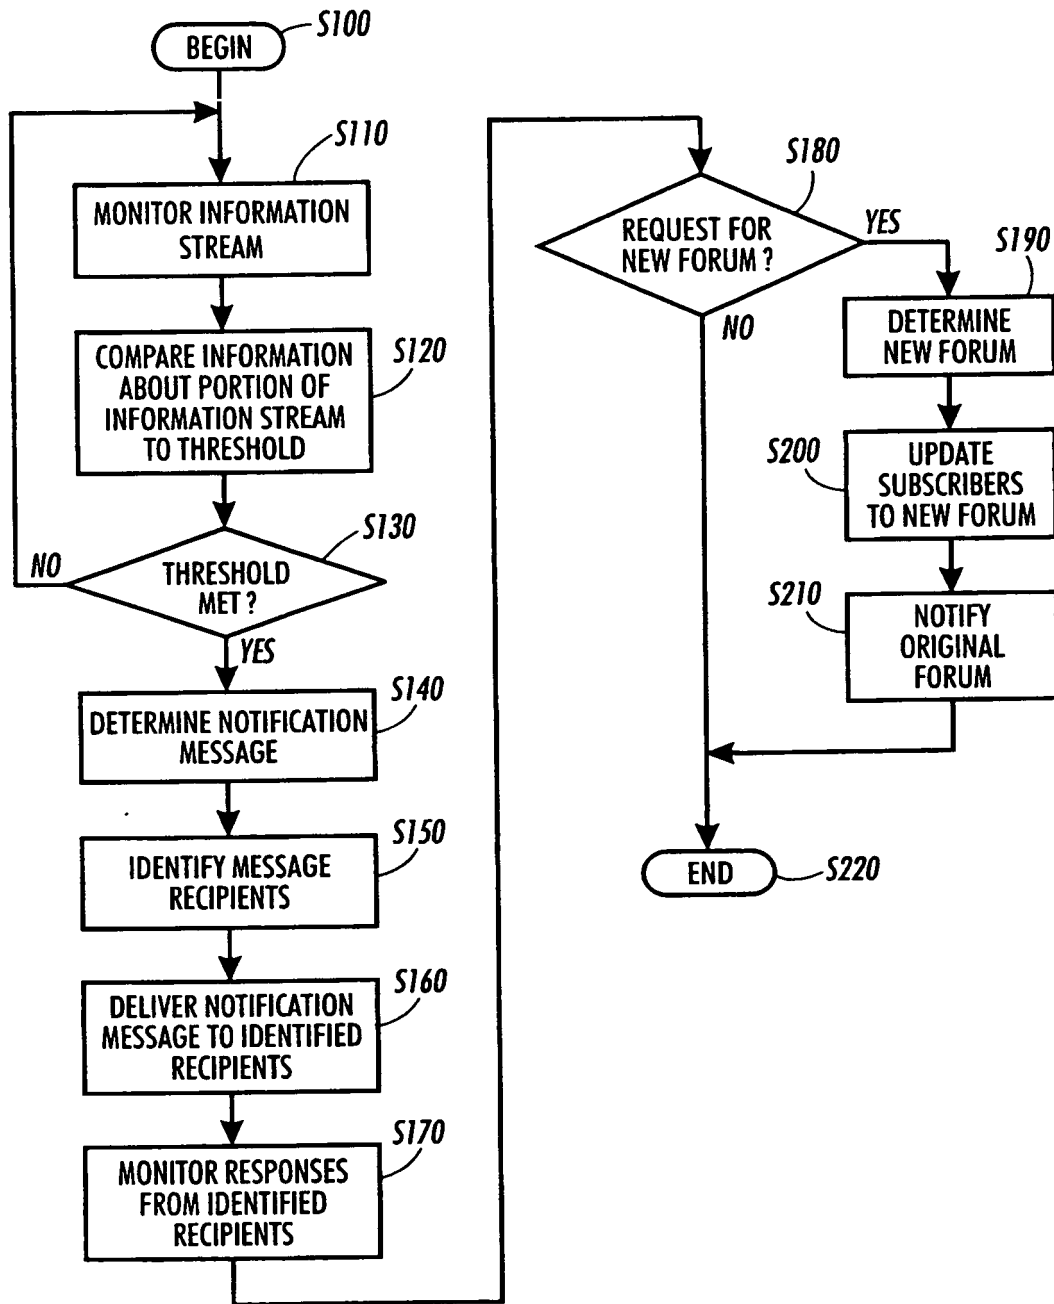 BEGIN
S100
S110
MONITOR INFORMATION
STREAM
S120
COMPARE INFORMATION
ABOUT PORTION OF
INFORMATION STREAM
TO THRESHOLD
S130
NO
THRESHOLD
MET ?
YES
S140
DETERMINE NOTIFICATION
MESSAGE
S150
IDENTIFY MESSAGE
RECIPIENTS
S160
DELIVER NOTIFICATION
MESSAGE TO IDENTIFIED
RECIPIENTS
S170
MONITOR RESPONSES
FROM IDENTIFIED
RECIPIENTS
S180
REQUEST FOR
NEW FORUM ?
YES
NO
S190
DETERMINE
NEW FORUM
S200
UPDATE
SUBSCRIBERS
TO NEW FORUM
S210
NOTIFY
ORIGINAL
FORUM
END
S220